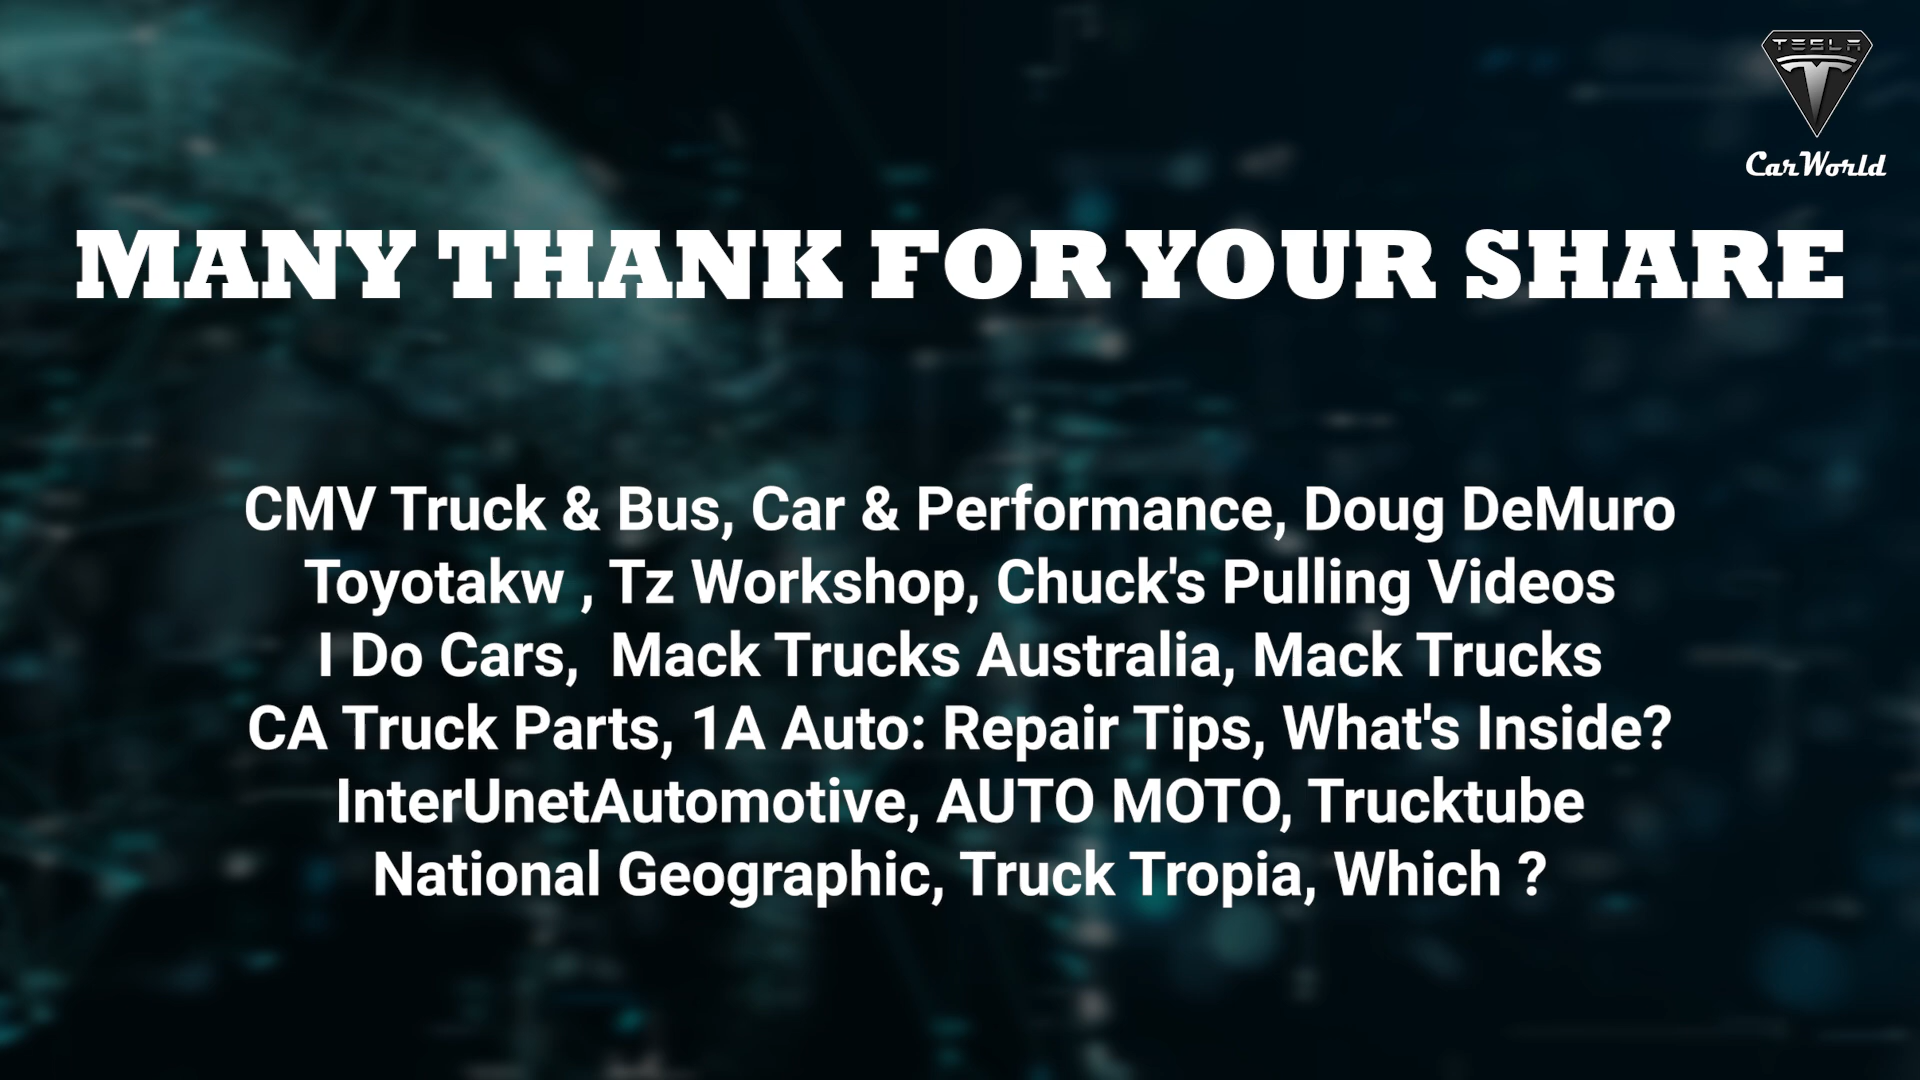 TESLA
CarWorld
MANY THANK FOR YOUR SHARE
CMV Truck & Bus, Car & Performance, Doug DeMuro
Toyotakw , Tz Workshop, Chuck's Pulling Videos
I Do Cars,  Mack Trucks Australia, Mack Trucks
CA Truck Parts, 1A Auto: Repair Tips, What's Inside?
InterUnetAutomotive, AUTO MOTO, Trucktube
National Geographic, Truck Tropia, Which ?